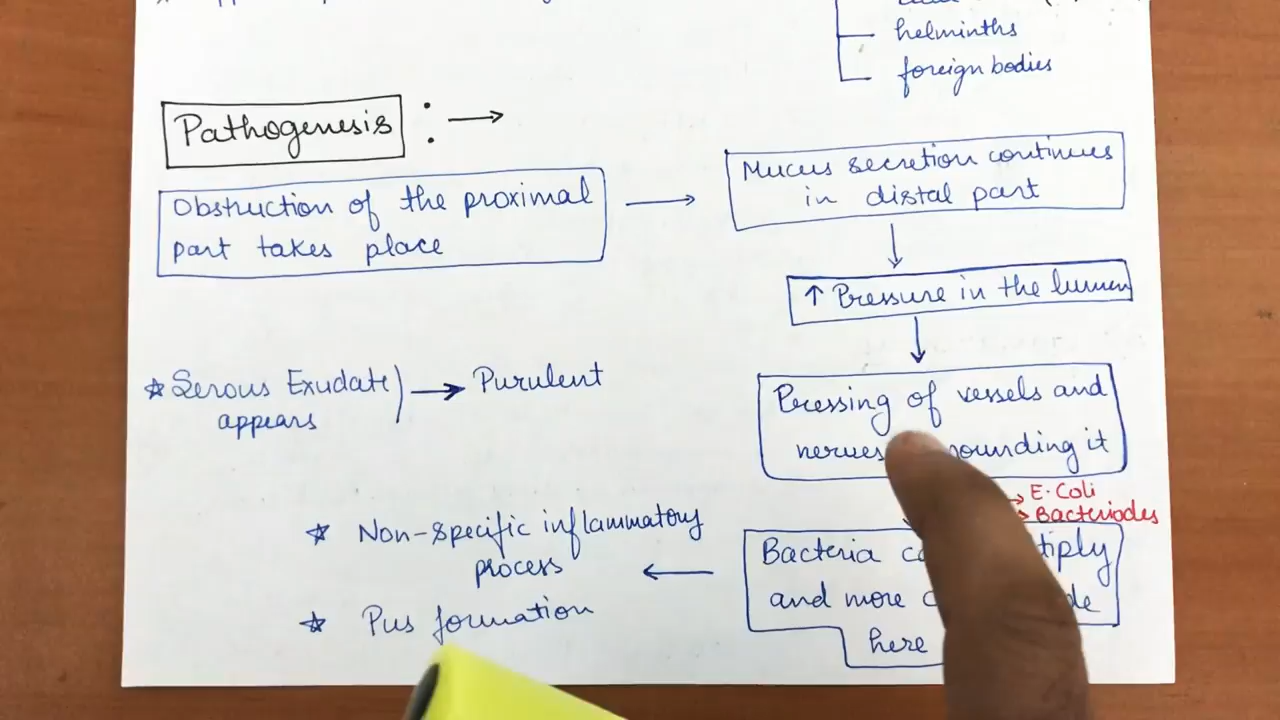 helminths
foreign bodies
Pathogenesis : →
Obstruction of the proximal
part takes place
→
Mucus secretion continues
in distal part
↑ Pressure in the lumen
Pressing of vessels and
nerves rounding it
→ E.Coli
→ Bacteriodes
Bacteria
and more
here
☆ Serous Exudate
appears
→ Purulent
☆ Non-specific inflammatory
process
☆ Pus formation